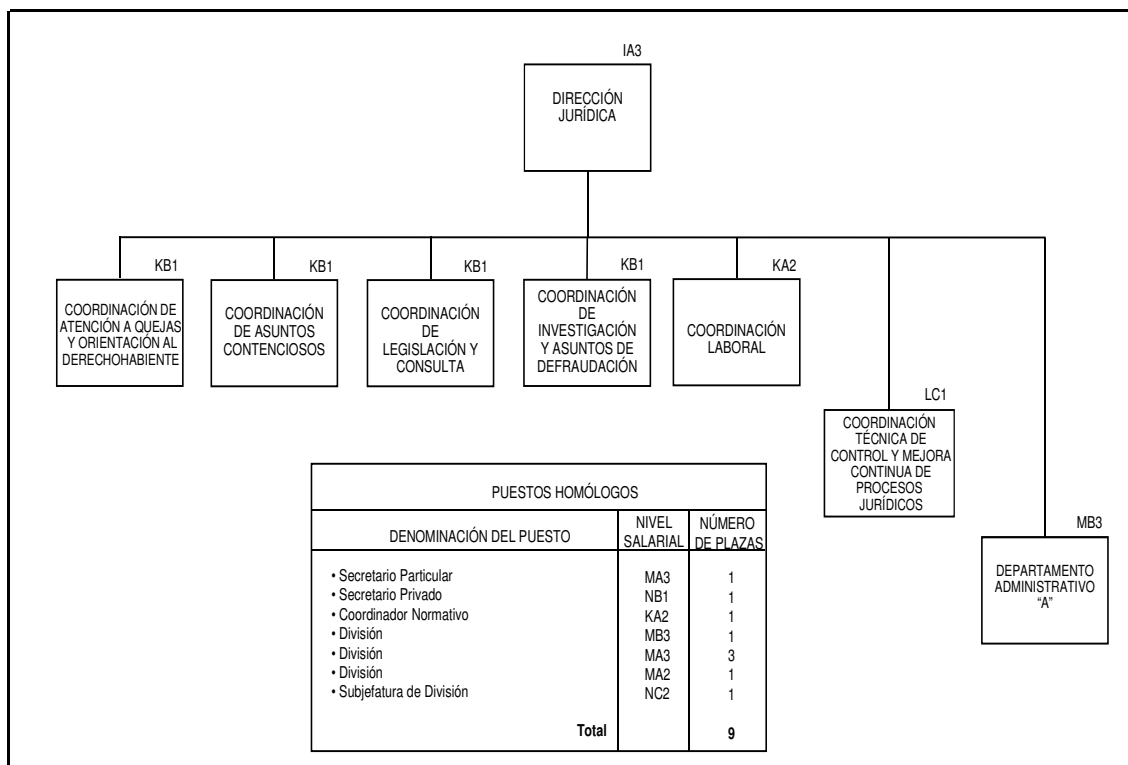 IA3
DIRECCIÓN
JURÍDICA
KB1
COORDINACIÓN DE
ATENCIÓN A QUEJAS
Y ORIENTACIÓN AL
DERECHOHABIENTE
KB1
COORDINACIÓN
DE ASUNTOS
CONTENCIOSOS
KB1
COORDINACIÓN
DE
LEGISLACIÓN Y
CONSULTA
KB1
COORDINACIÓN
DE
INVESTIGACIÓN
Y ASUNTOS DE
DEFRAUDACIÓN
KA2
COORDINACIÓN
LABORAL
LC1
COORDINACIÓN
TÉCNICA DE
CONTROL Y MEJORA
CONTINUA DE
PROCESOS
JURÍDICOS
MB3
DEPARTAMENTO
ADMINISTRATIVO
“A”
PUESTOS HOMÓLOGOS
DENOMINACIÓN DEL PUESTO
NIVEL
SALARIAL
NÚMERO
DE PLAZAS
• Secretario Particular MA3 1
• Secretario Privado NB1 1
• Coordinador Normativo KA2 1
• División MB3 1
• División MA3 3
• División MA2 1
• Subjefatura de División NC2 1
Total 9